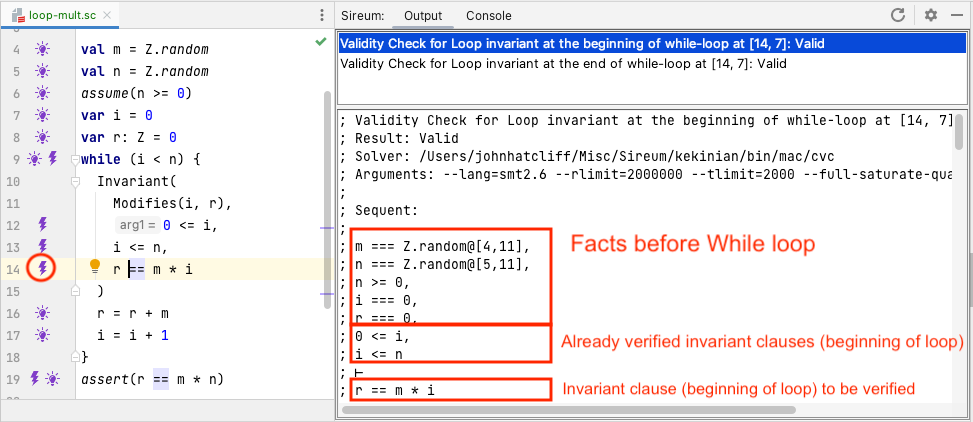 loop-mult.sc
Sireum:
Output
Console
4 val m = Z.random
5 val n = Z.random
6 assume(n >= 0)
7 var i = 0
8 var r: Z = 0
9 while (i < n) {
10 Invariant(
11 Modifies(i, r),
12 arg1= 0 <= i,
13 i <= n,
14 r == m * i
15 )
16 r = r + m
17 i = i + 1
18 }
19 assert(r == m * n)
Validity Check for Loop invariant at the beginning of while-loop at [14, 7]: Valid
Validity Check for Loop invariant at the end of while-loop at [14, 7]: Valid
; Validity Check for Loop invariant at the beginning of while-loop at [14, 7]
; Result: Valid
; Solver: /Users/johnhatcliff/Misc/Sireum/kekinian/bin/mac/cvc
; Arguments: --lang=smt2.6 --rlimit=2000000 --tlimit=2000 --full-saturate-qua
;
; Sequent:
;
; m === Z.random@[4,11],
; n === Z.random@[5,11],
; n >= 0,
; i === 0,
; r === 0,
; 0 <= i,
; i <= n
; ⊢
; r == m * i
Facts before While loop
Already verified invariant clauses (beginning of loop)
Invariant clause (beginning of loop) to be verified